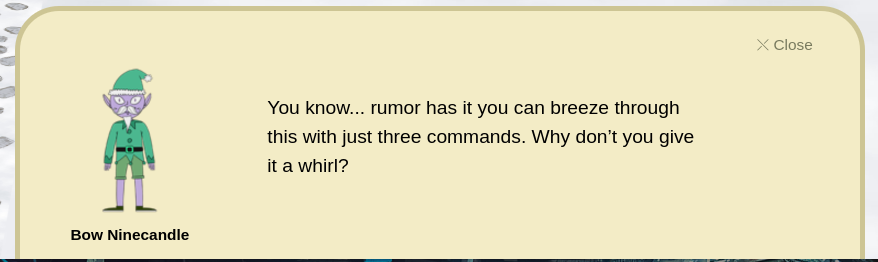 Close
You know... rumor has it you can breeze through
this with just three commands. Why don’t you give
it a whirl?
Bow Ninecandle